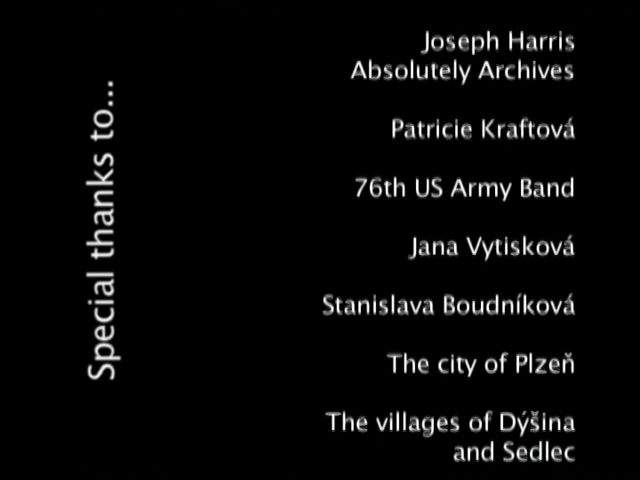 Special thanks to...
Joseph Harris
Absolutely Archives
Patricie Kraftová
76th US Army Band
Jana Vytisková
Stanislava Boudníková
The city of Plzeň
The villages of Dýšina
and Sedlec